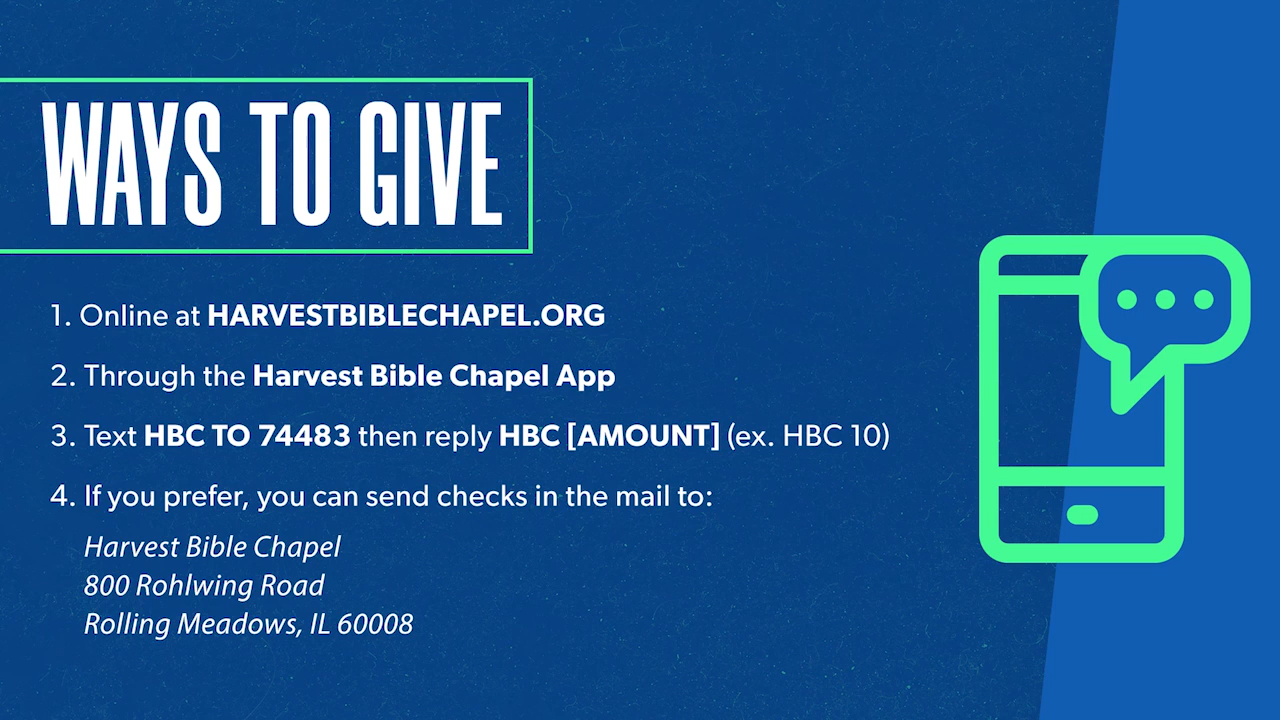 WAYS TO GIVE
1. Online at HARVESTBIBLECHAPEL.ORG
2. Through the Harvest Bible Chapel App
3. Text HBC TO 74483 then reply HBC [AMOUNT] (ex. HBC 10)
4. If you prefer, you can send checks in the mail to:
Harvest Bible Chapel
800 Rohlwing Road
Rolling Meadows, IL 60008